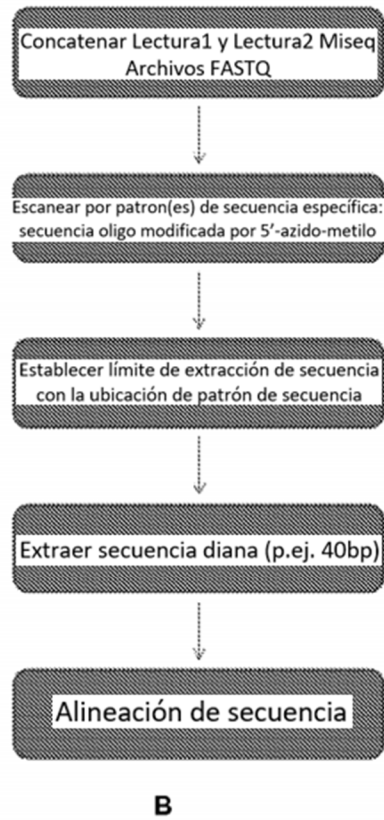 Concatenar Lectura1 y Lectura2 Miseq
Archivos FASTQ
Escanear por patron(es) de secuencia específica:
secuencia oligo modificada por 5'-azido-metilo
Establecer límite de extracción de secuencia
con la ubicación de patrón de secuencia
Extraer secuencia diana (p.ej. 40bp)
Alineación de secuencia
B